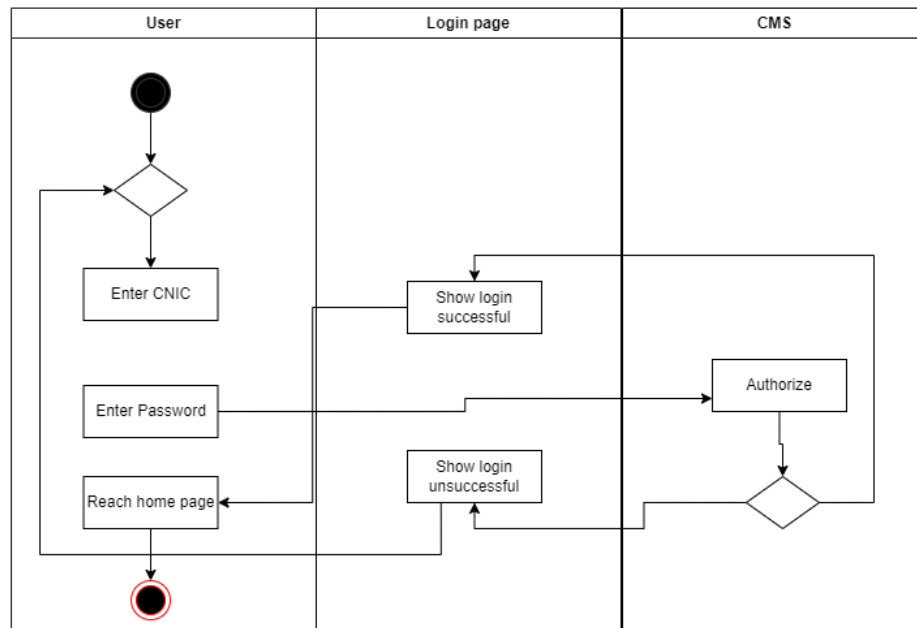 User
Login page
CMS
Enter CNIC
Show login
successful
Authorize
Enter Password
Show login
unsuccessful
Reach home page